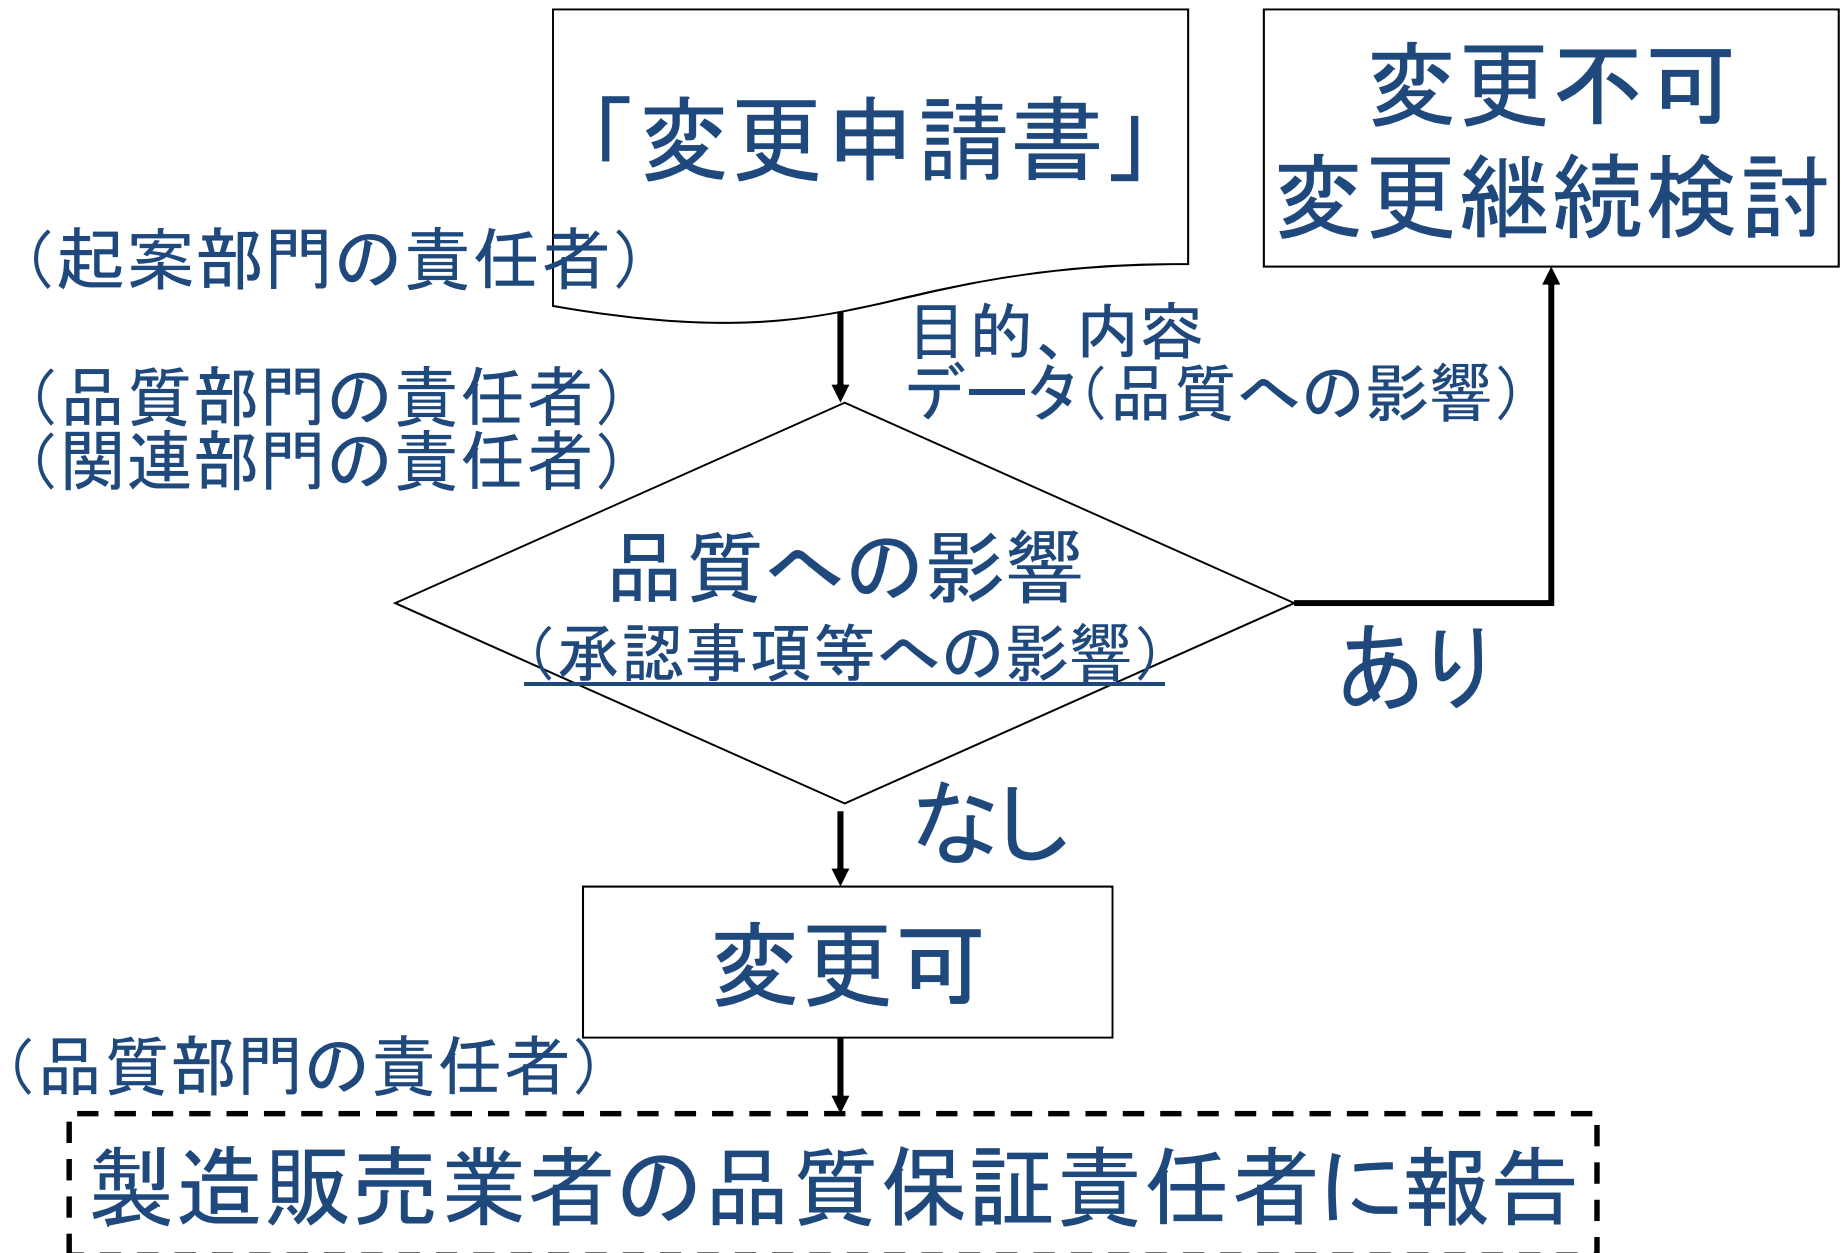 「変更申請書」
変更不可
変更継続検討
（起案部門の責任者）
目的、内容
データ（品質への影響）
（品質部門の責任者）
（関連部門の責任者）
品質への影響
（承認事項等への影響）
あり
なし
変更可
（品質部門の責任者）
製造販売業者の品質保証責任者に報告